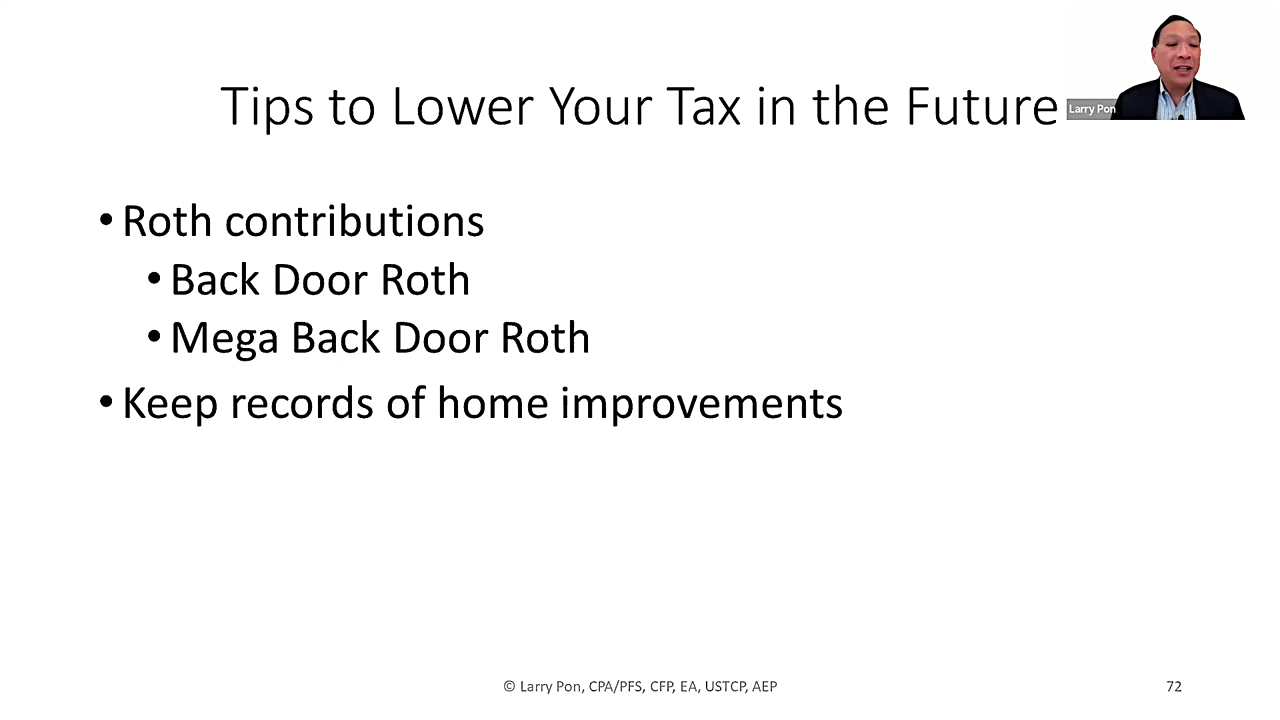 Tips to Lower Your Tax in the Future
Larry Pon
• Roth contributions
• Back Door Roth
• Mega Back Door Roth
• Keep records of home improvements
© Larry Pon, CPA/PFS, CFP, EA, USTCP, AEP
72